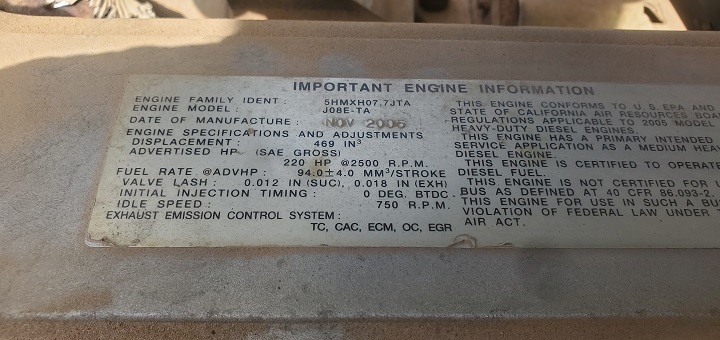 IMPORTANT ENGINE INFORMATION
ENGINE FAMILY IDENT : 5HMXH07.7JTA
ENGINE MODEL : J08E-TA
DATE OF MANUFACTURE : NOV 2005
ENGINE SPECIFICATIONS AND ADJUSTMENTS
DISPLACEMENT : 469 IN³
ADVERTISED HP (SAE GROSS)
220 HP @2500 R.P.M.
FUEL RATE @ADVHP : 94.0±4.0 MM³/STROKE
VALVE LASH : 0.012 IN (SUC), 0.018 IN (EXH)
INITIAL INJECTION TIMING : 0 DEG. BTDC
IDLE SPEED : 750 R.P.M.
EXHAUST EMISSION CONTROL SYSTEM :
TC, CAC, ECM, OC, EGR
THIS ENGINE CONFORMS TO U.S. EPA AND
STATE OF CALIFORNIA AIR RESOURCES BOA
REGULATIONS APPLICABLE TO 2005 MODEL
HEAVY-DUTY DIESEL ENGINES.
THIS ENGINE HAS A PRIMARY INTENDED
SERVICE APPLICATION AS A MEDIUM HEA
DIESEL ENGINE.
THIS ENGINE IS CERTIFIED TO OPERATE
DIESEL FUEL.
THIS ENGINE IS NOT CERTIFIED FOR
BUS AS DEFINED AT 40 CFR 86.093-2.
THIS ENGINE FOR USE IN SUCH A BU
VIOLATION OF FEDERAL LAW UNDER
AIR ACT.